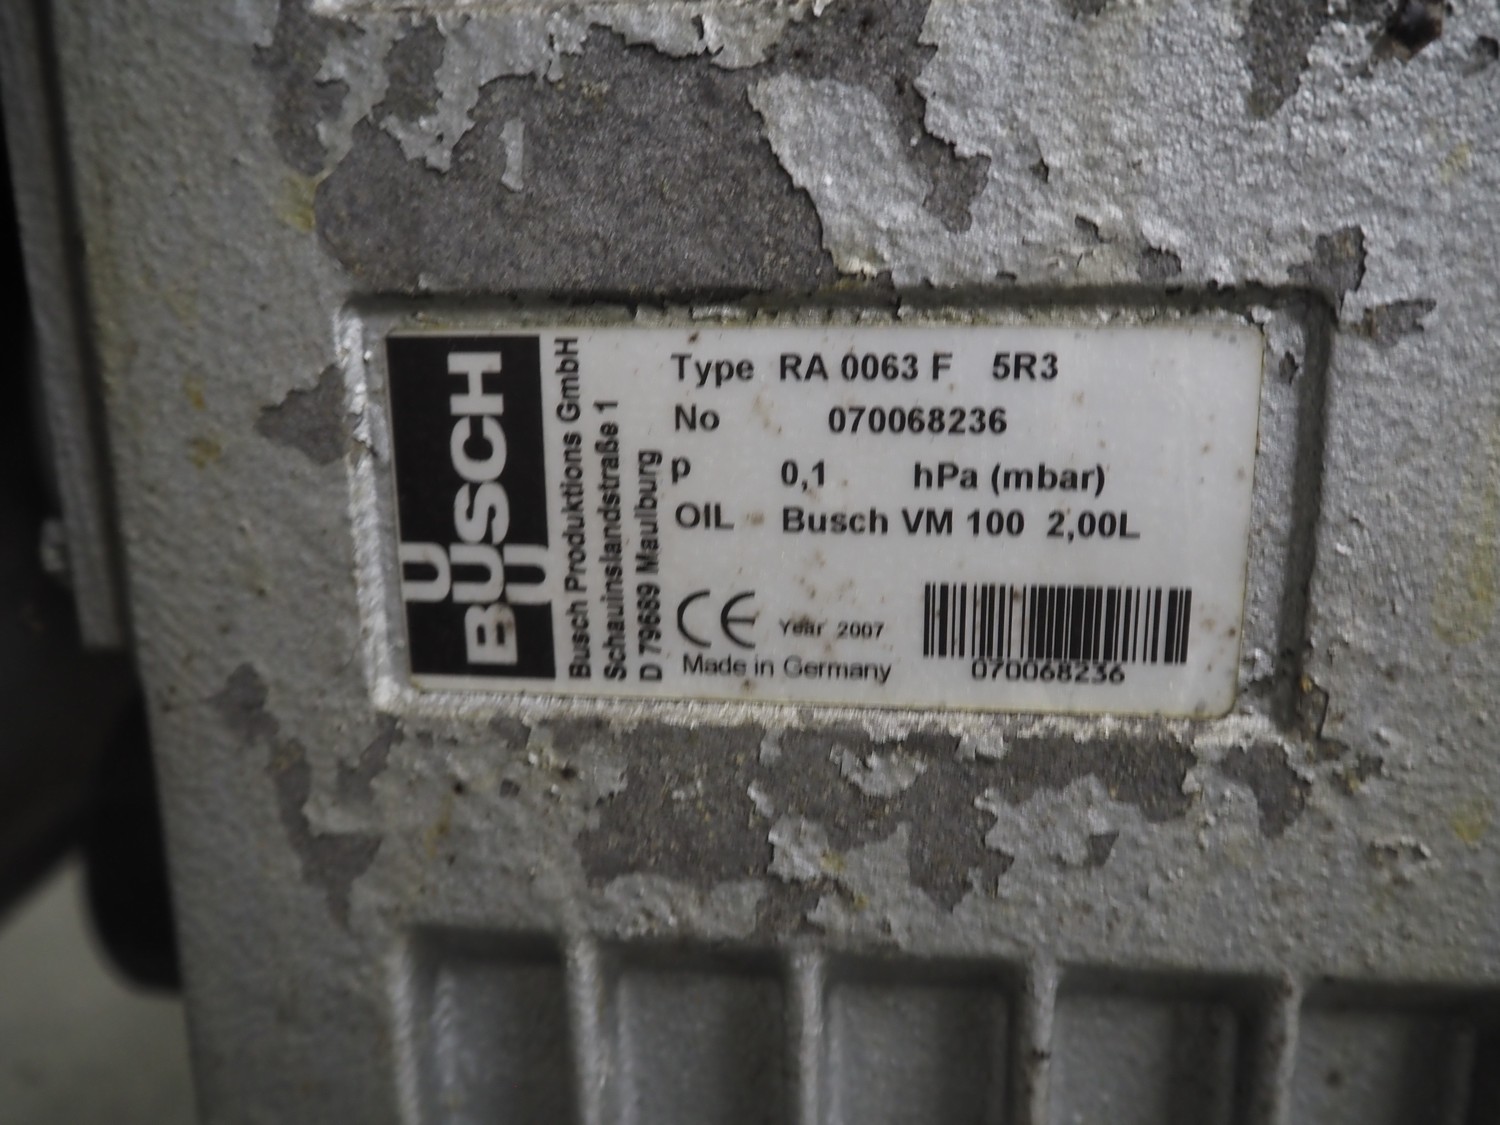 BUSCH
Busch Produktions GmbH
Schauinslandstraße 1
D 79689 Maulburg
Type RA 0063 F 5R3
No 070068236
P 0,1 hPa (mbar)
OIL Busch VM 100 2,00L
CE Year 2007
Made in Germany
070068236